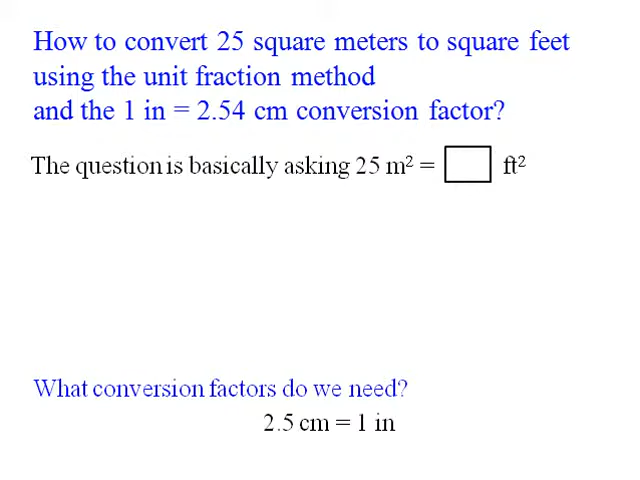 How to convert 25 square meters to square feet
using the unit fraction method
and the 1 in = 2.54 cm conversion factor?
The question is basically asking 25 m² = ft²
What conversion factors do we need?
2.5 cm = 1 in